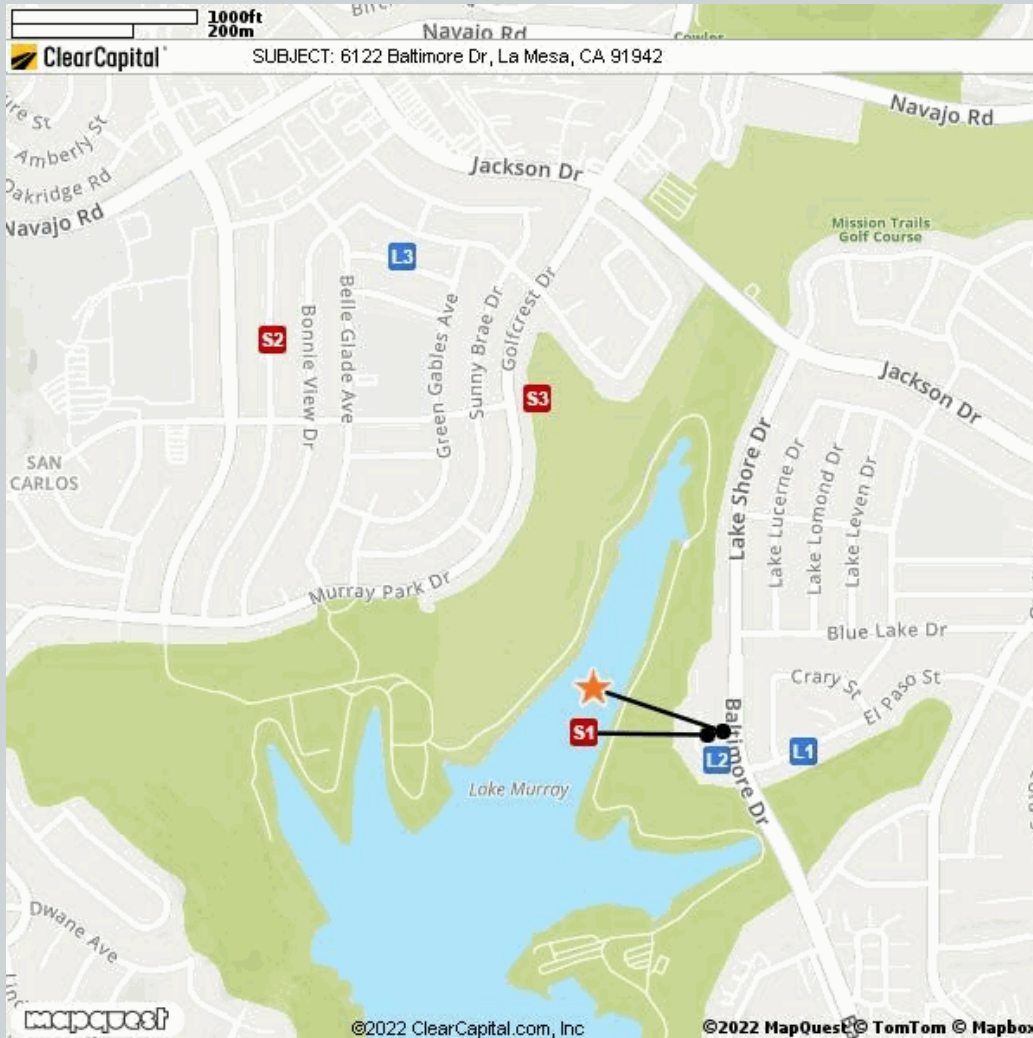 1000ft
200m
Navajo Rd
ClearCapital
SUBJECT: 6122 Baltimore Dr, La Mesa, CA 91942
Navajo Rd
Amberly St
Jackson Dr
Oakridge Rd
Navajo Rd
Mission Trails
Golf Course
L3
Belle Glade Ave
Bonnie View Dr
Green Gables Ave
Sunny Brae Dr
Golfcrest Dr
S2
S3
Jackson Dr
SAN
CARLOS
Lake Shore Dr
Lake Lucerne Dr
Lake Lomond Dr
Lake Leven Dr
Murray Park Dr
Blue Lake Dr
Crary St
El Paso St
S1
Baltimore Dr
L2
L1
Lake Murray
Dwane Ave
mapquest
©2022 ClearCapital.com, Inc
©2022 MapQuest © TomTom © Mapbox